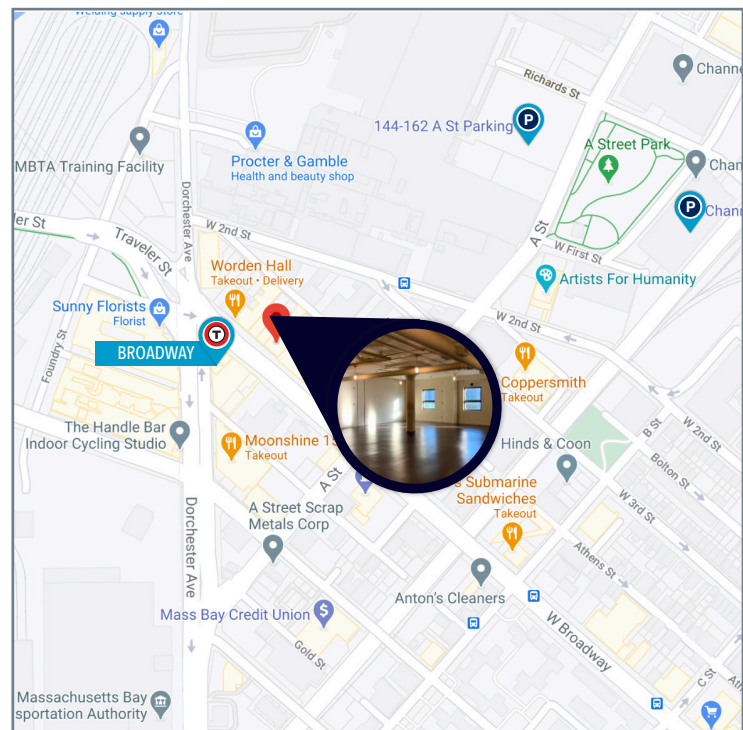 Welding supply store
Richards St
Channe
144-162 A St Parking
P
A Street Park
MBTA Training Facility
Procter & Gamble
Health and beauty shop
Chan
P
Chann
Dorchester Ave
er St
Traveler St
W 2nd St
A St
W First St
Worden Hall
Takeout • Delivery
Artists For Humanity
Sunny Florists
Florist
T
BROADWAY
W 2nd St
Foundry St
Coppersmith
Takeout
The Handle Bar
Indoor Cycling Studio
Moonshine 15
Takeout
Hinds & Coon
B St
W 2nd St
Bolton St
A St
s Submarine
Sandwiches
Takeout
W 3rd St
A Street Scrap
Metals Corp
Dorchester Ave
Athens St
Anton's Cleaners
Mass Bay Credit Union
$
Gold St
W Broadway
C St
Massachusetts Bay
sportation Authority